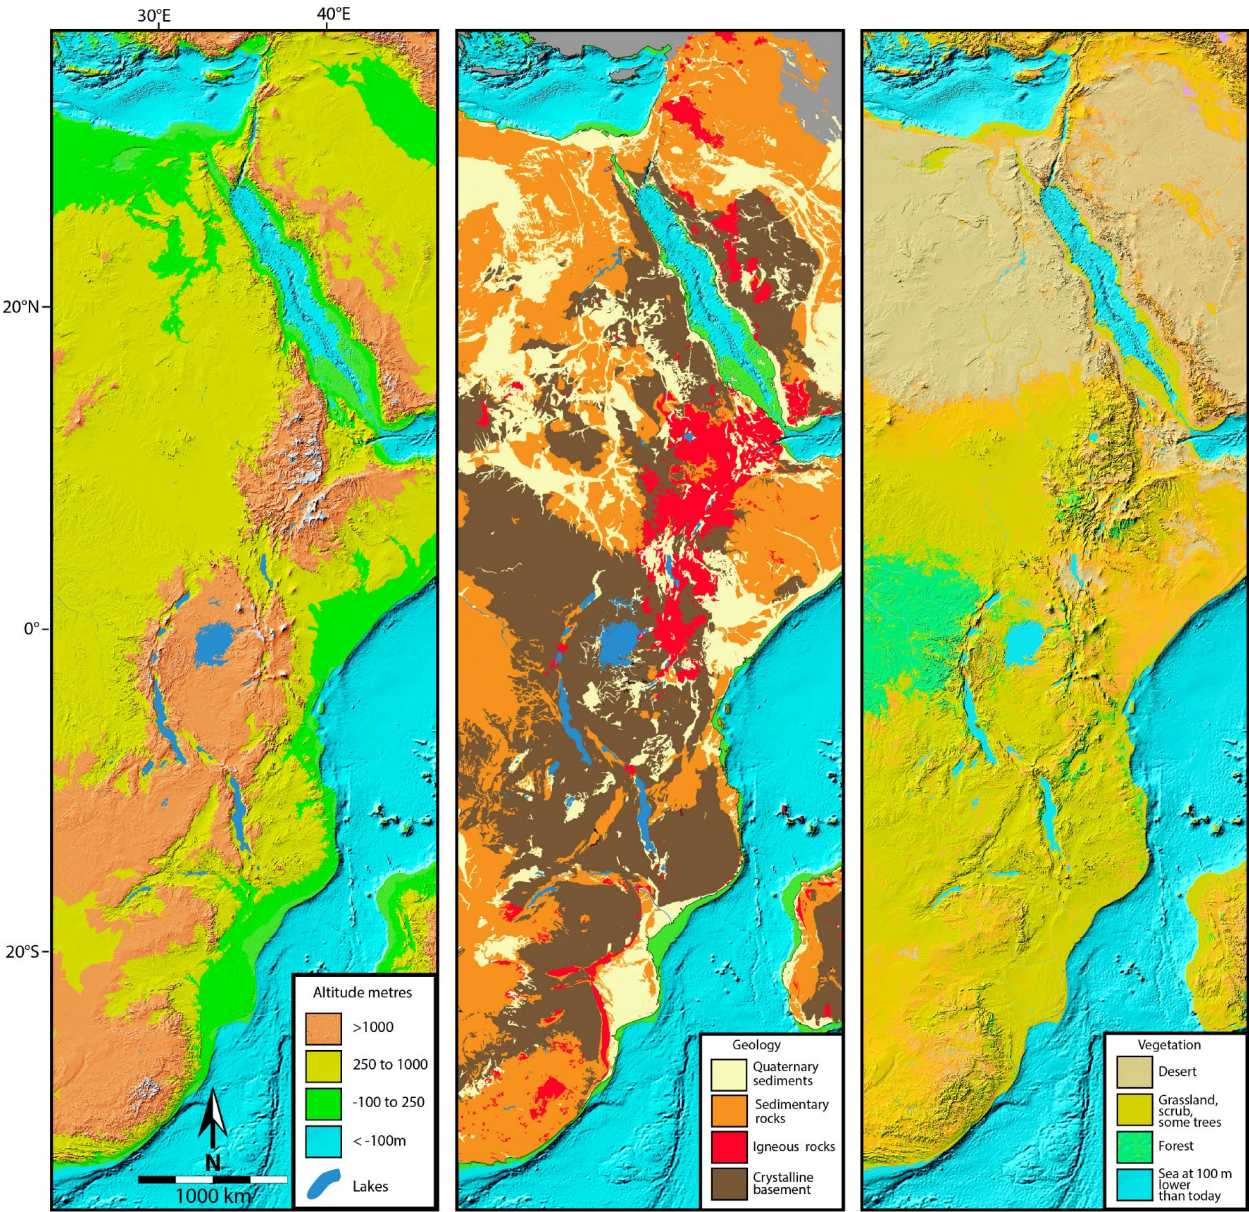 30°E
40°E
20°N
0°
20°S
Altitude metres
>1000
250 to 1000
-100 to 250
< -100m
Lakes
N
1000 km
Geology
Quaternary
sediments
Sedimentary
rocks
Igneous rocks
Crystalline
basement
Vegetation
Desert
Grassland,
scrub,
some trees
Forest
Sea at 100 m
lower
than today